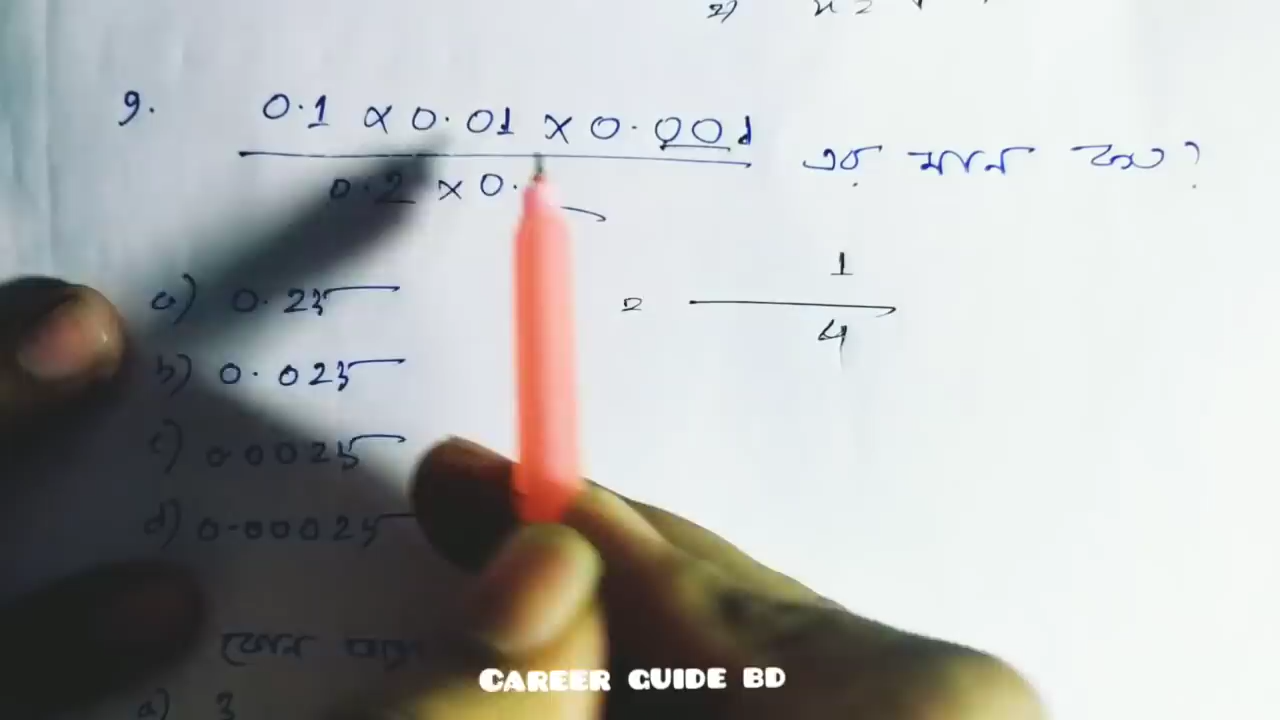 9. 0.1 × 0.01 × 0.001
0.2 × 0.
এর মান কত?
a) 0.25
b) 0.025
c) 0.0025
d) 0.00025
= 1
4
কোন
a) 3
CAREER GUIDE BD